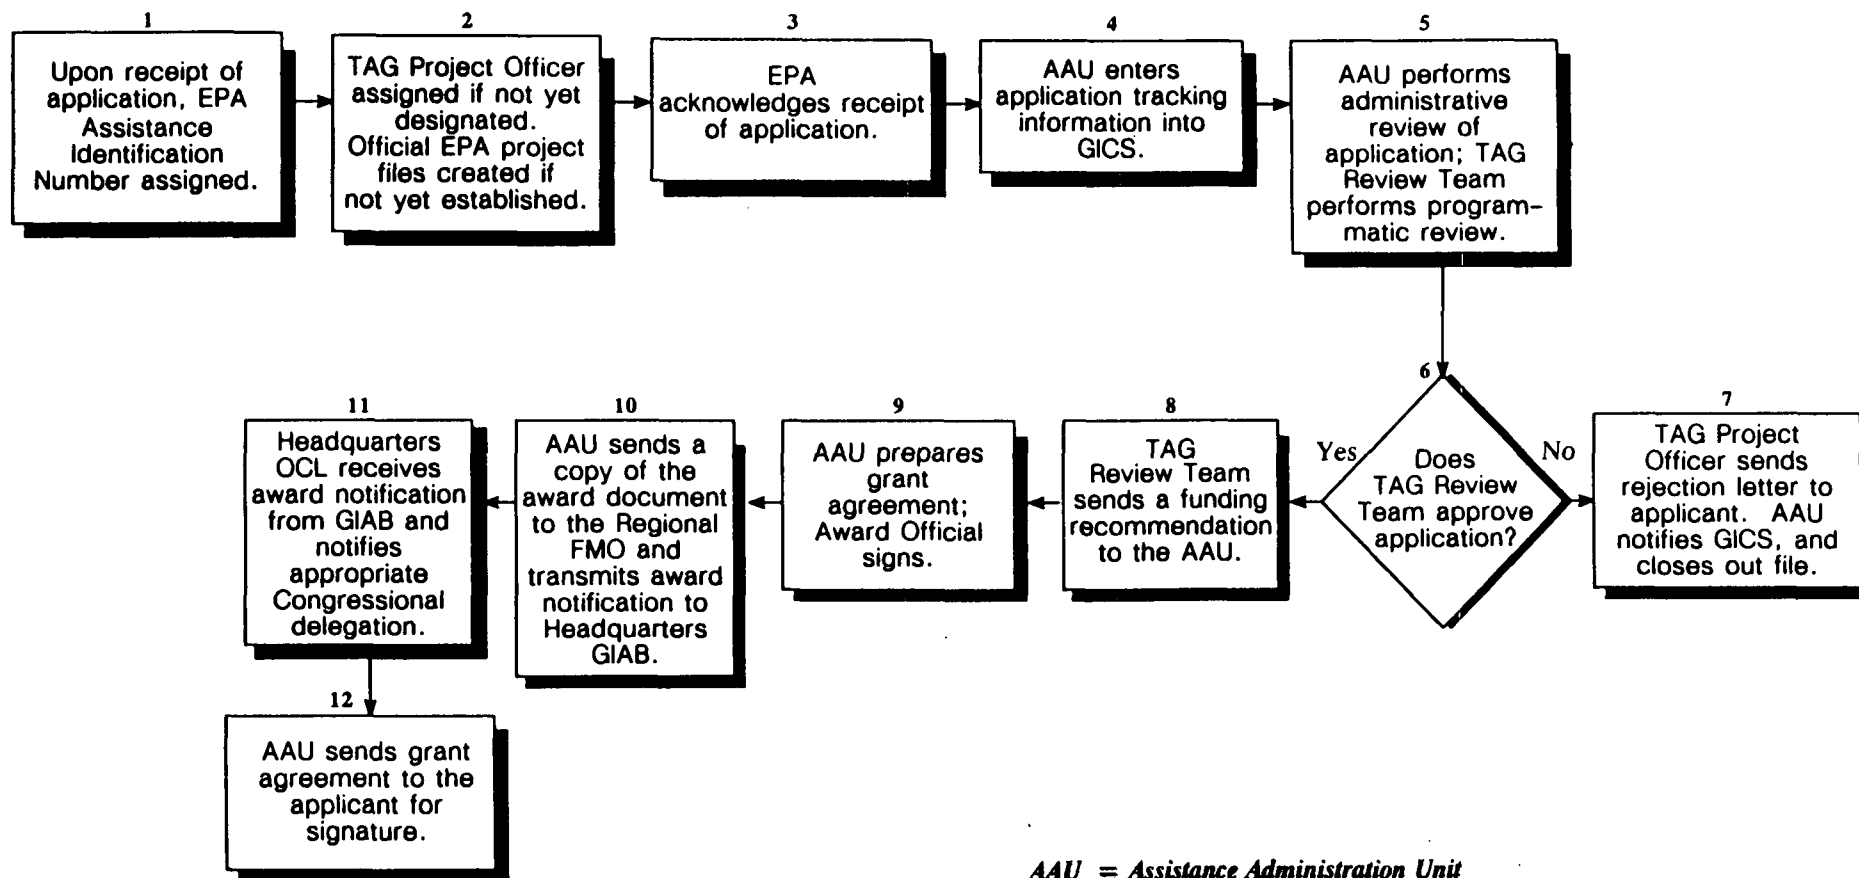 1
Upon receipt of
application, EPA
Assistance
Identification
Number assigned.
2
TAG Project Officer
assigned if not yet
designated.
Official EPA project
files created if
not yet established.
3
EPA
acknowledges receipt
of application.
4
AAU enters
application tracking
information into
GICS.
5
AAU performs
administrative
review of
application; TAG
Review Team
performs program-
matic review.
6
Does
TAG Review
Team approve
application?
Yes
No
7
TAG Project
Officer sends
rejection letter to
applicant. AAU
notifies GICS, and
closes out file.
8
TAG
Review Team
sends a funding
recommendation
to the AAU.
9
AAU prepares
grant
agreement;
Award Official
signs.
10
AAU sends a
copy of the
award document
to the Regional
FMO and
transmits award
notification to
Headquarters
GIAB.
11
Headquarters
OCL receives
award notification
from GIAB and
notifies
appropriate
Congressional
delegation.
12
AAU sends grant
agreement to the
applicant for
signature.
AAU = Assistance Administration Unit